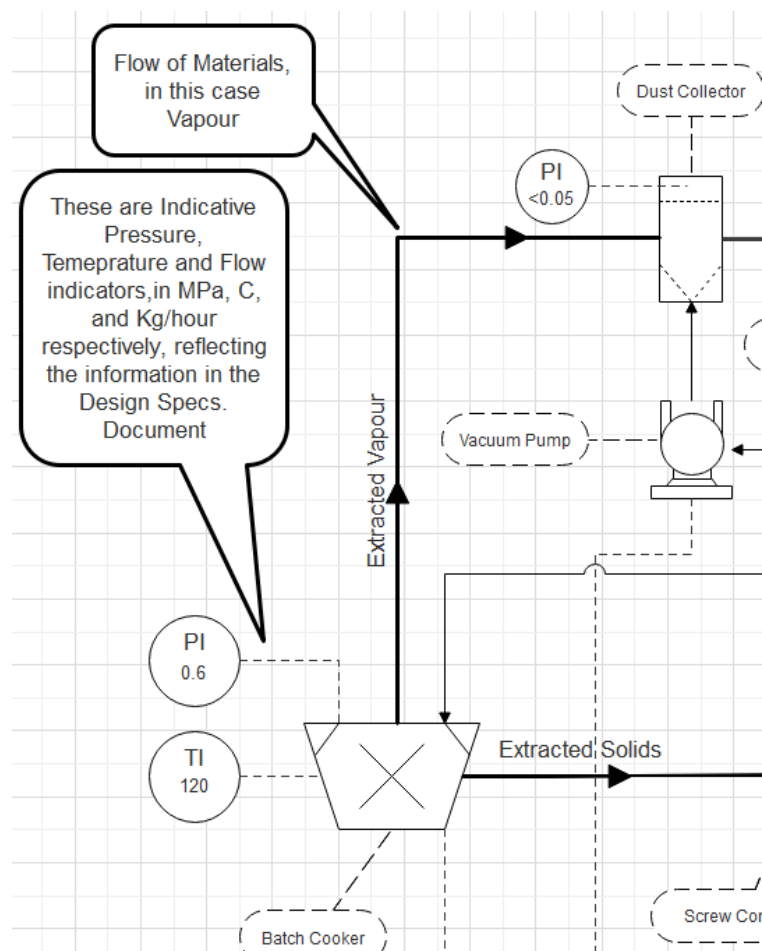 Flow of Materials,
in this case
Vapour
Dust Collector
PI
<0.05
These are Indicative
Pressure,
Temeprature and Flow
indicators,in MPa, C,
and Kg/hour
respectively, reflecting
the information in the
Design Specs.
Document
Extracted Vapour
Vacuum Pump
PI
0.6
TI
120
Extracted Solids
Batch Cooker
Screw Con